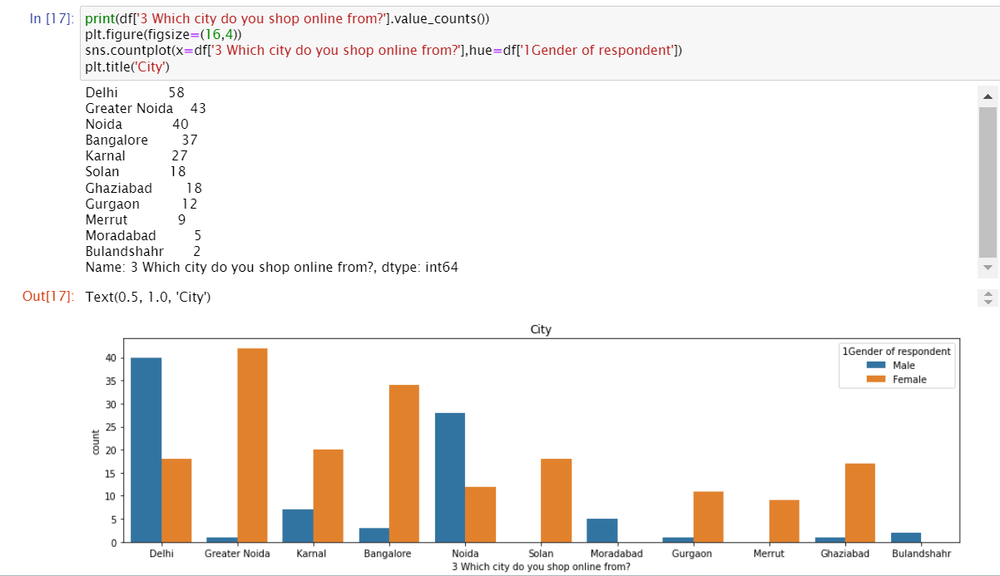 In [17]: print(df['3 Which city do you shop online from?'].value_counts())
plt.figure(figsize=(16,4))
sns.countplot(x=df['3 Which city do you shop online from?'],hue=df['1Gender of respondent'])
plt.title('City')
Delhi 58
Greater Noida 43
Noida 40
Bangalore 37
Karnal 27
Solan 18
Ghaziabad 18
Gurgaon 12
Merrut 9
Moradabad 5
Bulandshahr 2
Name: 3 Which city do you shop online from?, dtype: int64
Out[17]: Text(0.5, 1.0, 'City')
City
1Gender of respondent
Male
Female
count
40
35
30
25
20
15
10
5
0
Delhi Greater Noida Karnal Bangalore Noida Solan Moradabad Gurgaon Merrut Ghaziabad Bulandshahr
3 Which city do you shop online from?